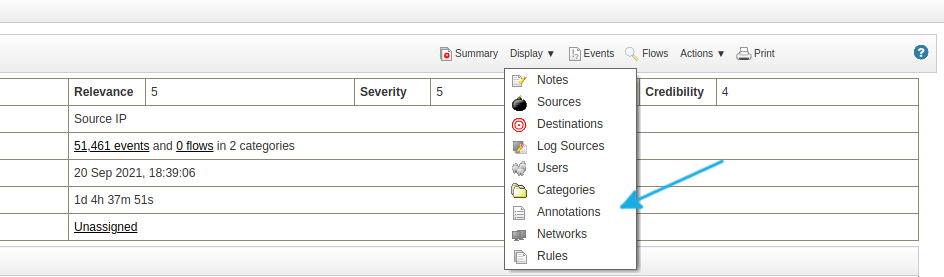 Summary Display ▼ Events Flows Actions ▼ Print ?
Relevance 5 Severity 5 Credibility 4
Notes
Sources
Source IP
Destinations
51,461 events and 0 flows in 2 categories
Log Sources
20 Sep 2021, 18:39:06
Users
Categories
1d 4h 37m 51s
Annotations
Unassigned
Networks
Rules